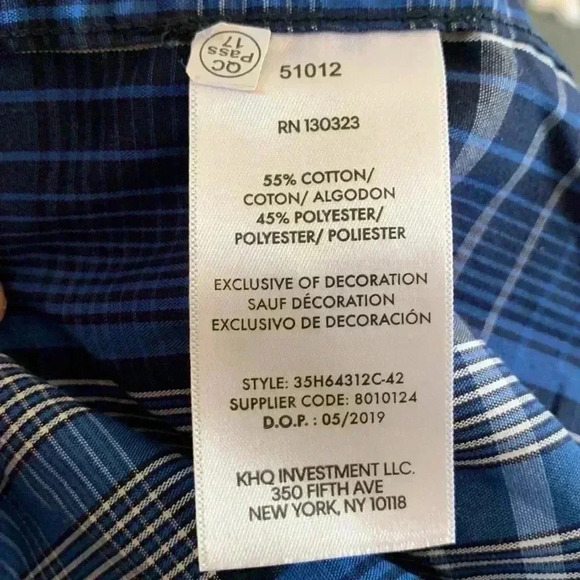 QC
Pass
17
51012
RN 130323
55% COTTON/
COTON/ ALGODON
45% POLYESTER/
POLYESTER/ POLIESTER
EXCLUSIVE OF DECORATION
SAUF DÉCORATION
EXCLUSIVO DE DECORACIÓN
STYLE: 35H64312C-42
SUPPLIER CODE: 8010124
D.O.P. : 05/2019
KHQ INVESTMENT LLC.
350 FIFTH AVE
NEW YORK, NY 10118